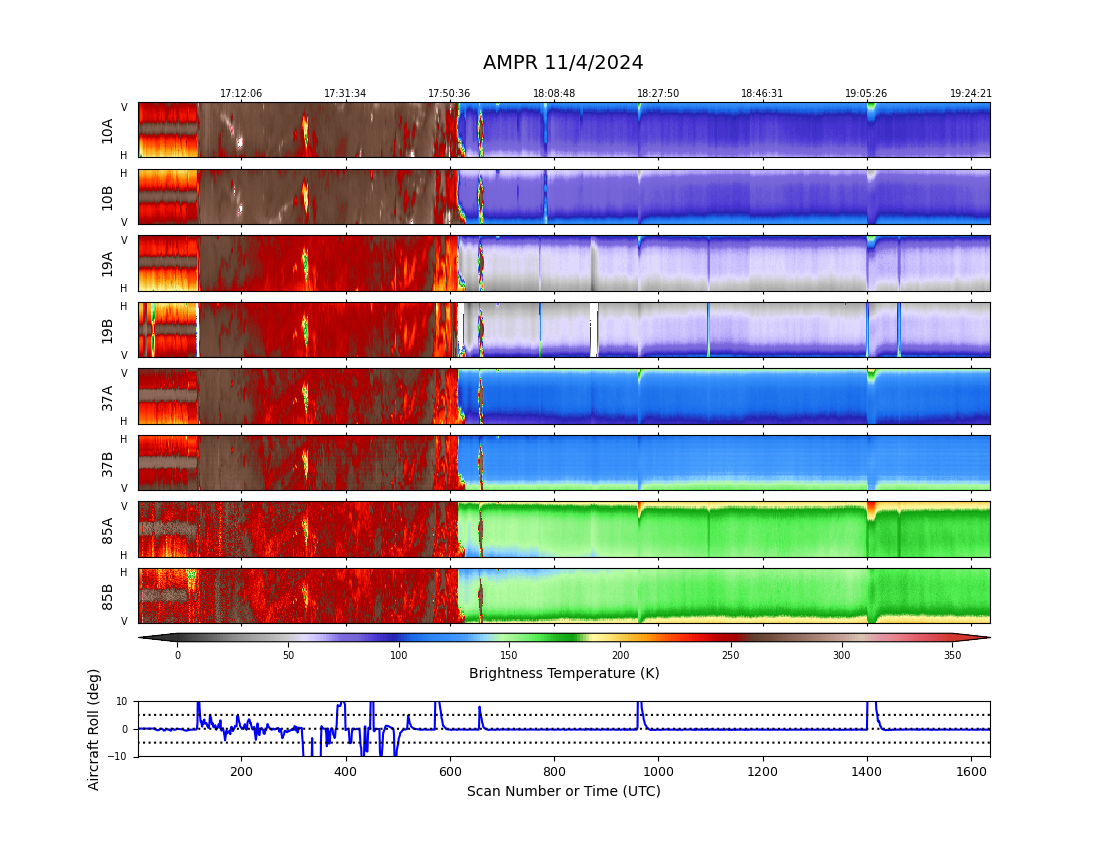 AMPR 11/4/2024
17:12:06 17:31:34 17:50:36 18:08:48 18:27:50 18:46:31 19:05:26 19:24:21
V
10A
H
H
10B
V
V
19A
H
H
19B
V
V
37A
H
H
37B
V
V
85A
H
H
85B
V
0 50 100 150 200 250 300 350
Brightness Temperature (K)
Aircraft Roll (deg)
10
0
−10
200 400 600 800 1000 1200 1400 1600
Scan Number or Time (UTC)